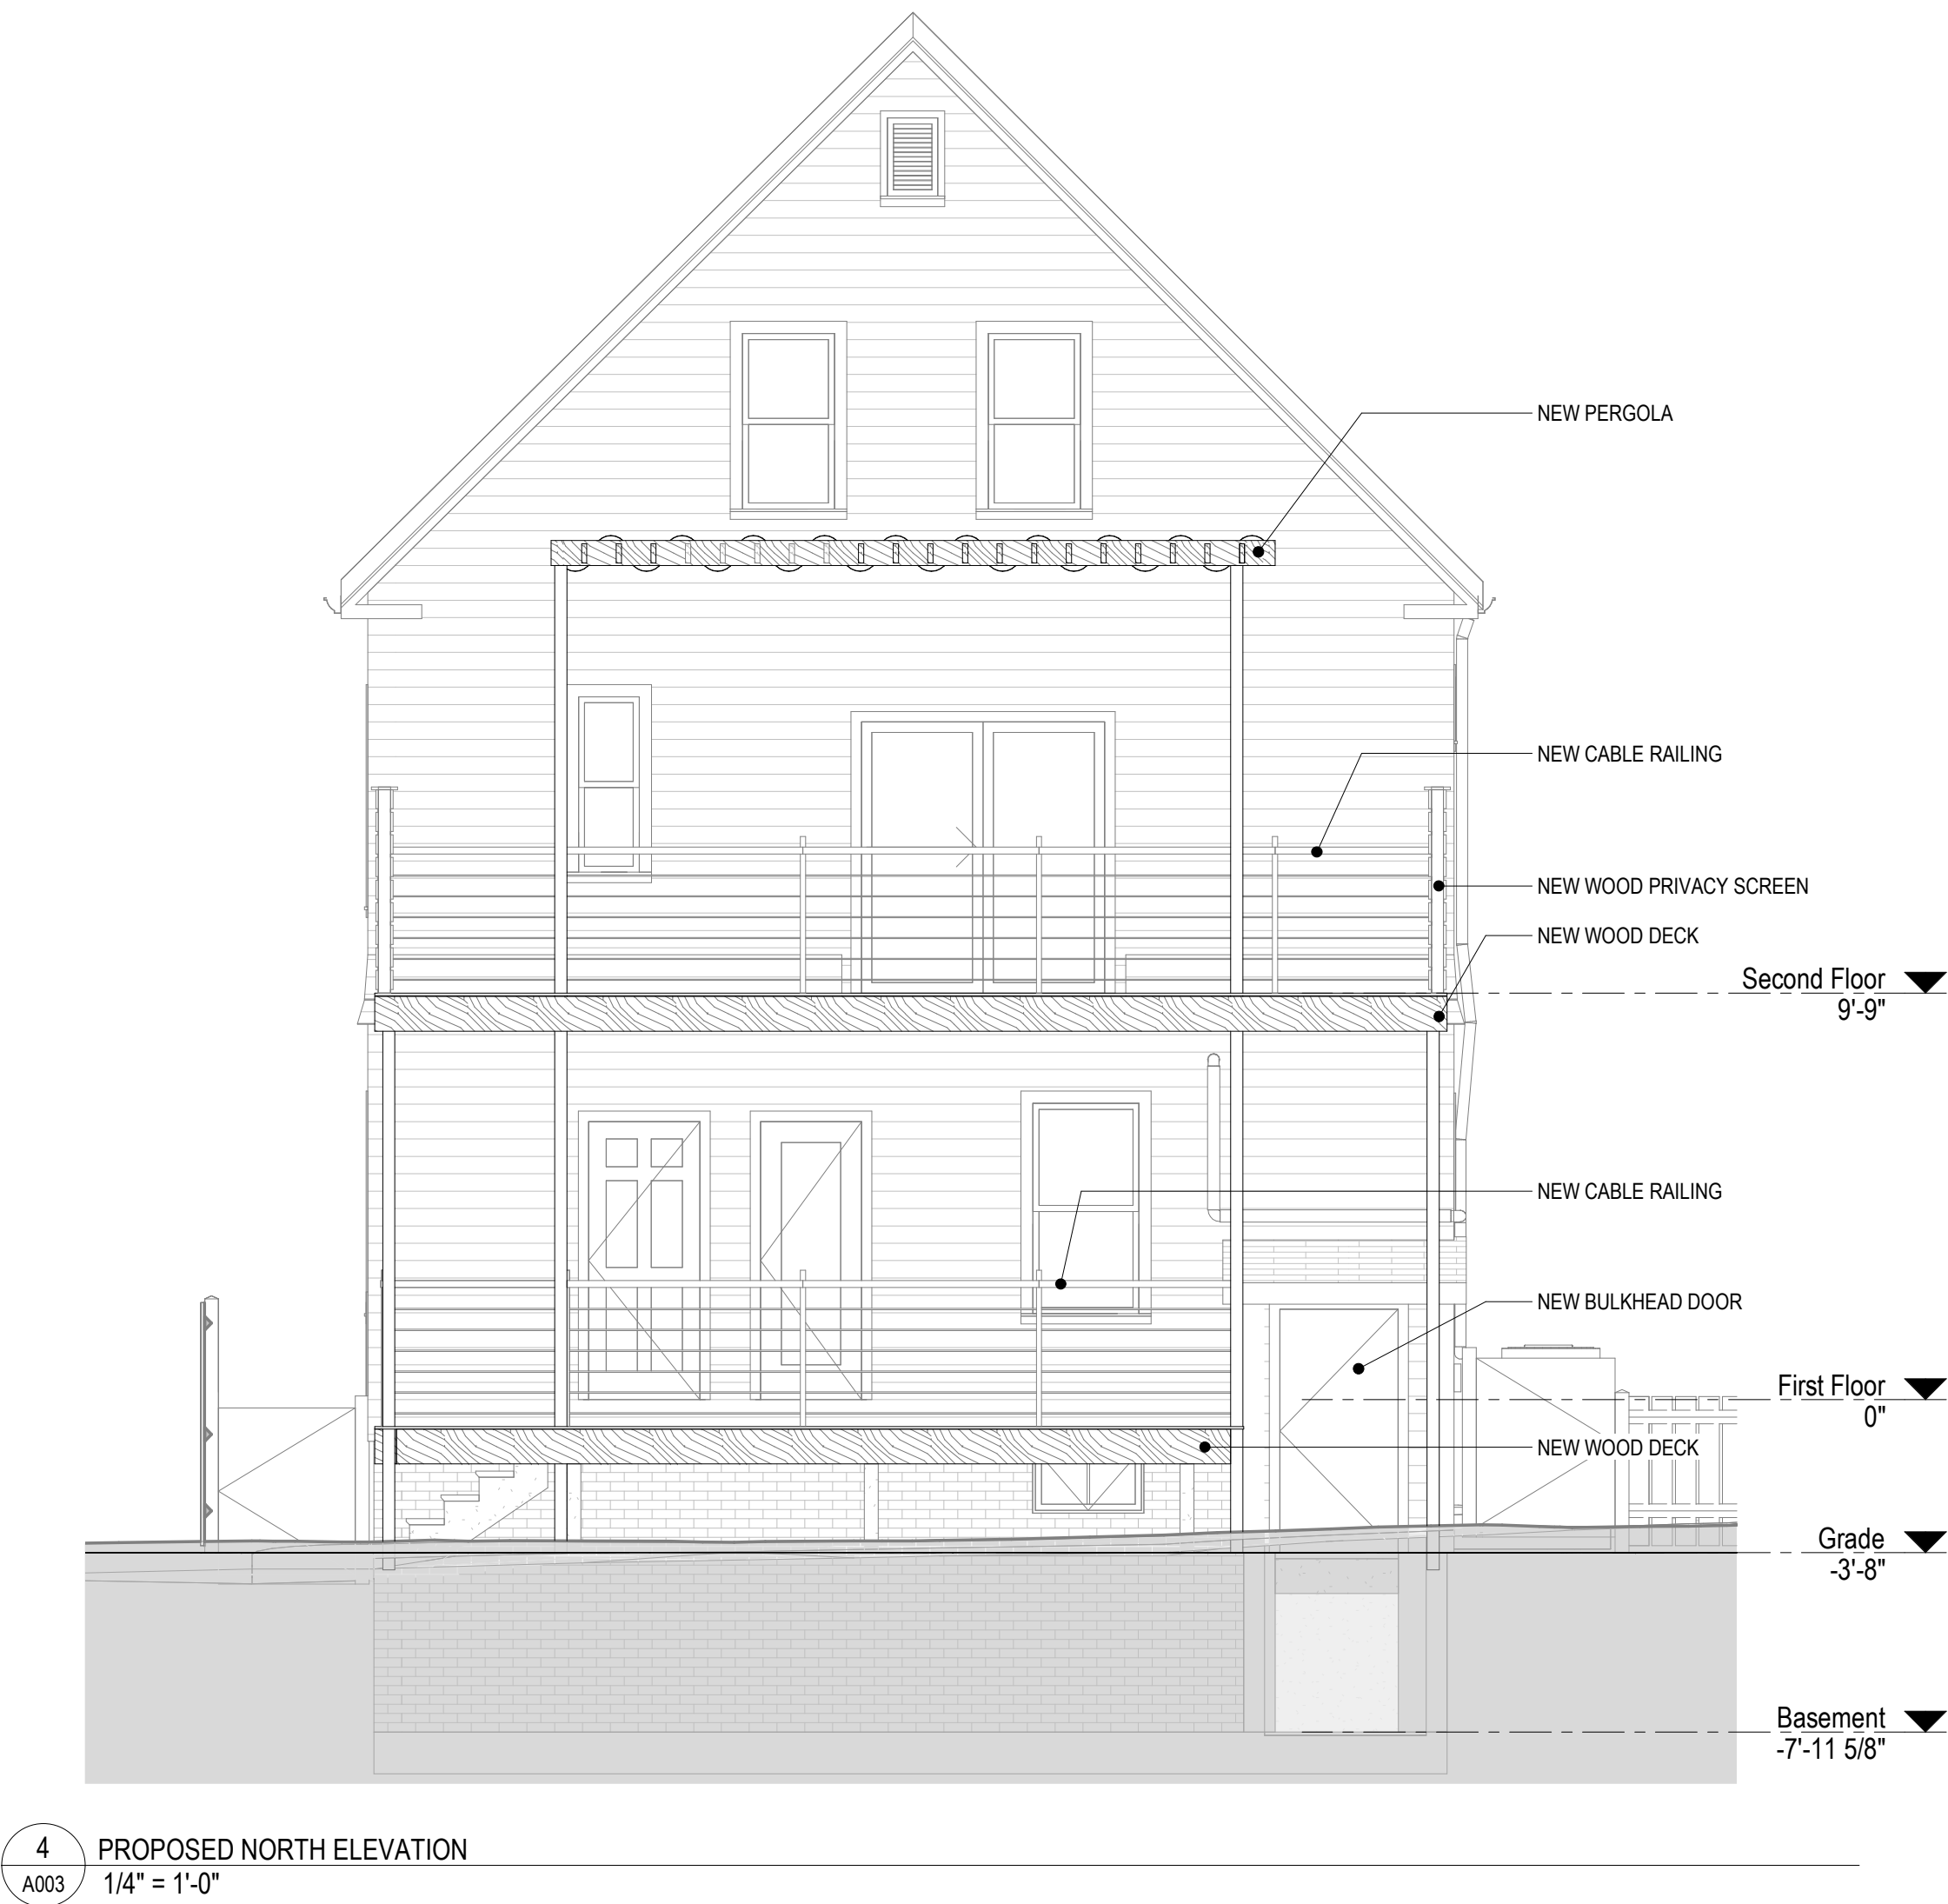 NEW PERGOLA
NEW CABLE RAILING
NEW WOOD PRIVACY SCREEN
NEW WOOD DECK
Second Floor
9'-9"
NEW CABLE RAILING
NEW BULKHEAD DOOR
First Floor
0"
NEW WOOD DECK
Grade
-3'-8"
Basement
-7'-11 5/8"
4
PROPOSED NORTH ELEVATION
A003
1/4" = 1'-0"